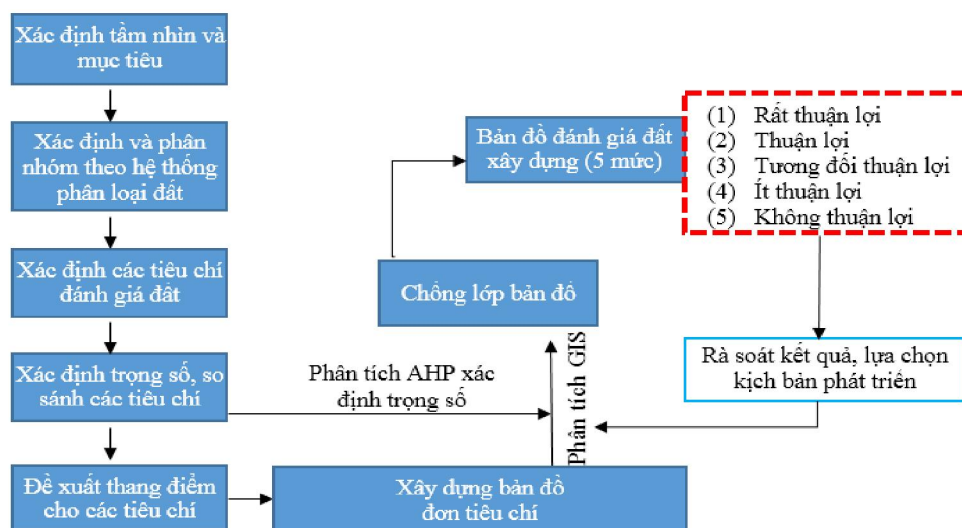 Xác định tầm nhìn và
mục tiêu
Xác định và phân
nhóm theo hệ thống
phân loại đất
Xác định các tiêu chí
đánh giá đất
Xác định trọng số, so
sánh các tiêu chí
Đề xuất thang điểm
cho các tiêu chí
Phân tích AHP xác
định trọng số
Xây dựng bản đồ
đơn tiêu chí
Phân tích GIS
Chồng lớp bản đồ
Bản đồ đánh giá đất
xây dựng (5 mức)
(1) Rất thuận lợi
(2) Thuận lợi
(3) Tương đối thuận lợi
(4) Ít thuận lợi
(5) Không thuận lợi
Rà soát kết quả, lựa chọn
kịch bản phát triển